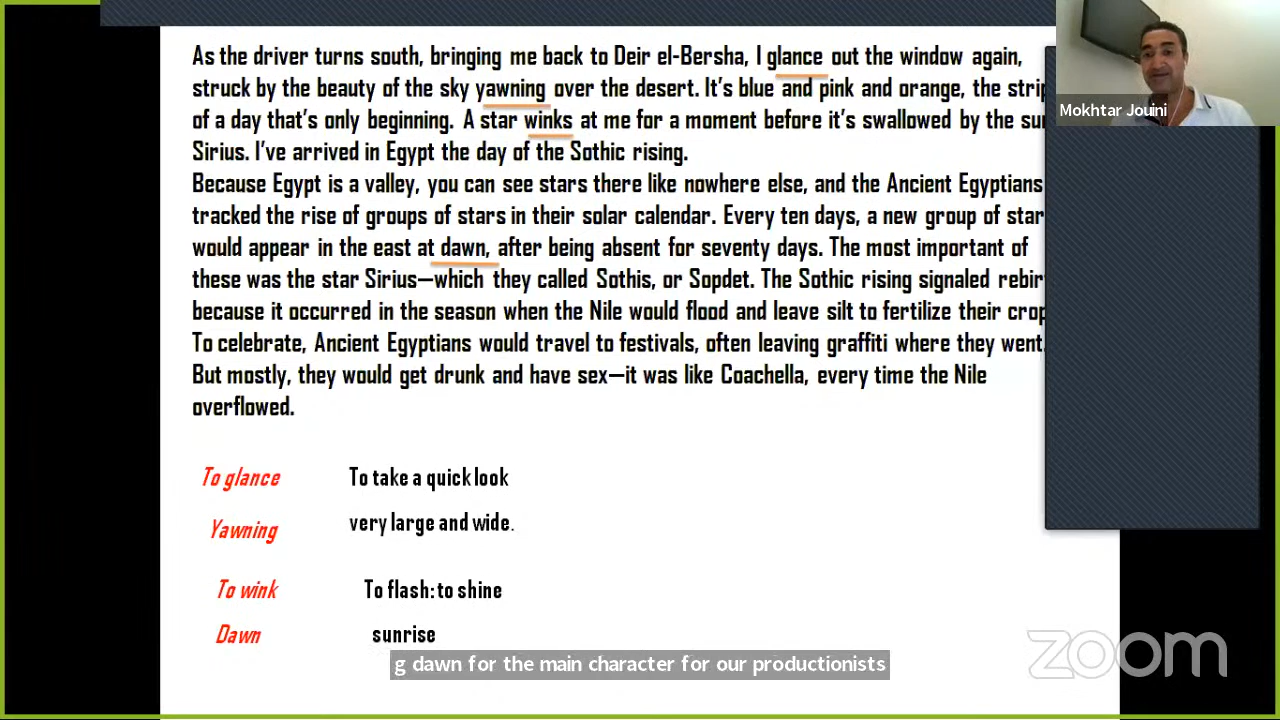 As the driver turns south, bringing me back to Deir el-Bersha, I glance out the window again,
struck by the beauty of the sky yawning over the desert. It's blue and pink and orange, the strip
of a day that's only beginning. A star winks at me for a moment before it's swallowed by the su
Sirius. I've arrived in Egypt the day of the Sothic rising.
Because Egypt is a valley, you can see stars there like nowhere else, and the Ancient Egyptians
tracked the rise of groups of stars in their solar calendar. Every ten days, a new group of star
would appear in the east at dawn, after being absent for seventy days. The most important of
these was the star Sirius—which they called Sothis, or Sopdet. The Sothic rising signaled rebir
because it occurred in the season when the Nile would flood and leave silt to fertilize their crop
To celebrate, Ancient Egyptians would travel to festivals, often leaving graffiti where they went.
But mostly, they would get drunk and have sex—it was like Coachella, every time the Nile
overflowed.
To glance To take a quick look
Yawning very large and wide.
To wink To flash: to shine
Dawn sunrise
g dawn for the main character for our productionists
Mokhtar Jouini
zoom